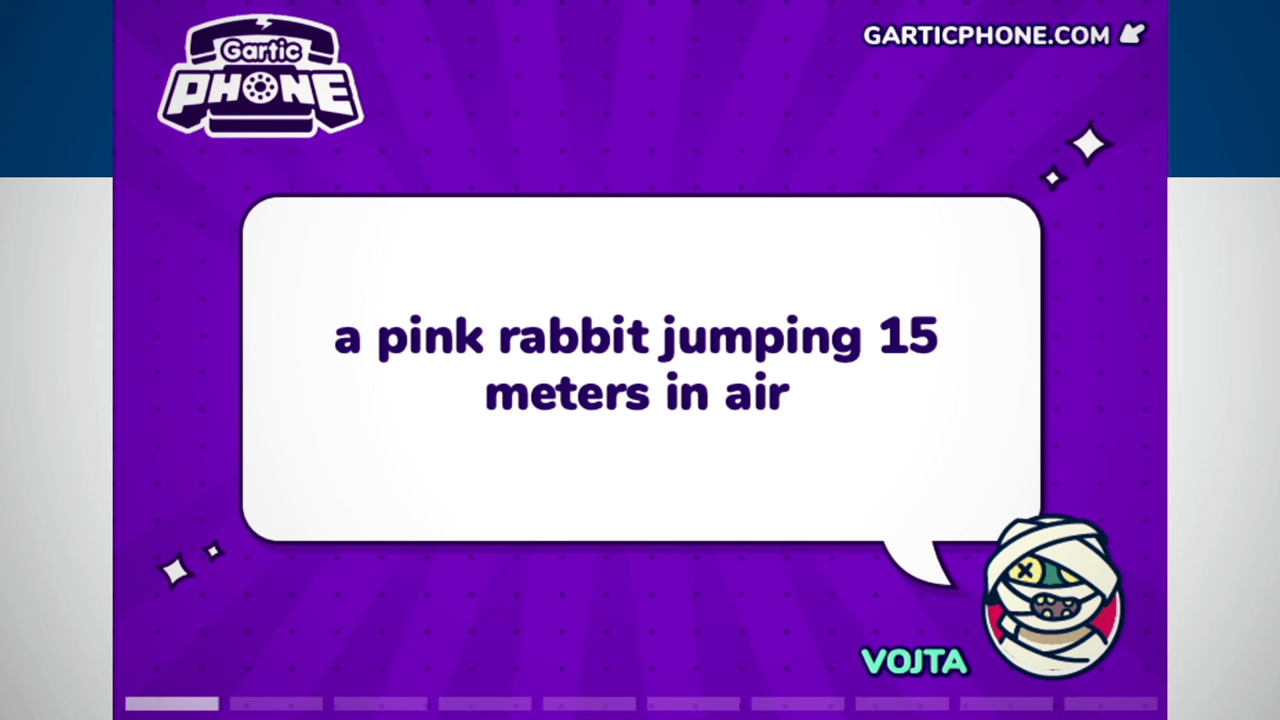 Gartic
PHONE
GARTICPHONE.COM
a pink rabbit jumping 15
meters in air
VOJTA